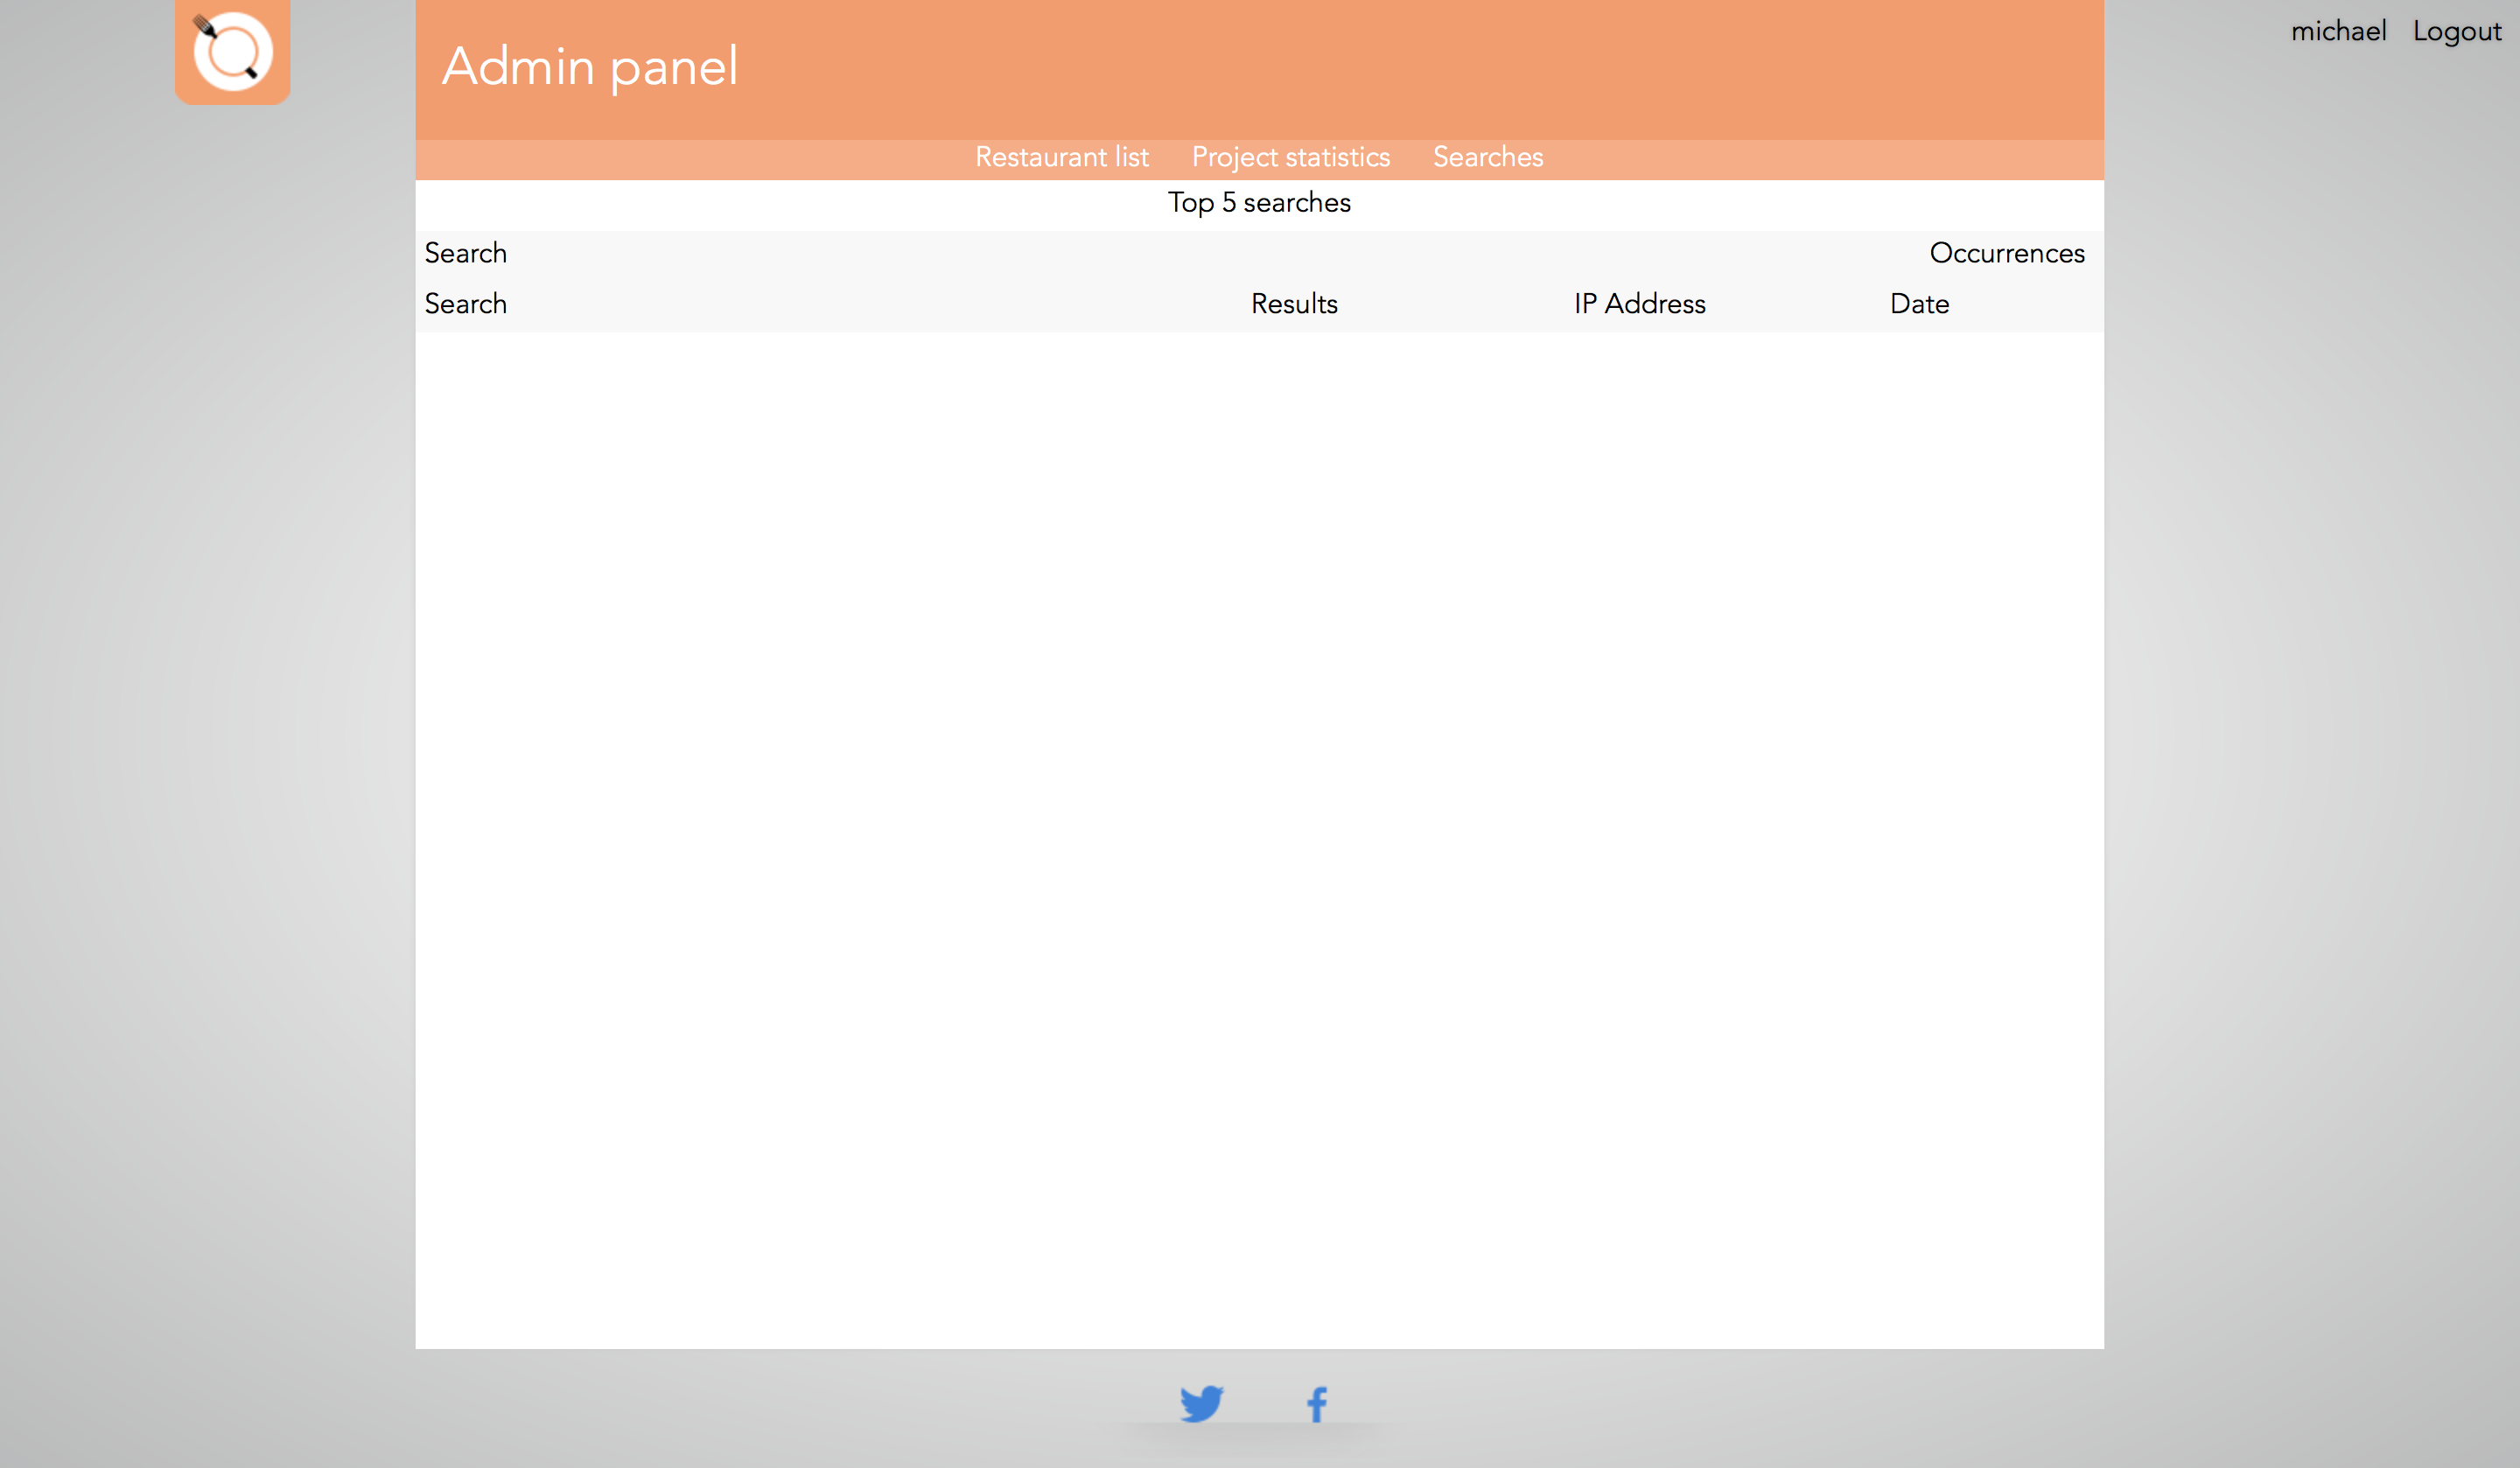 michael Logout
Admin panel
Restaurant list Project statistics Searches
Top 5 searches
Search Occurrences
Search Results IP Address Date